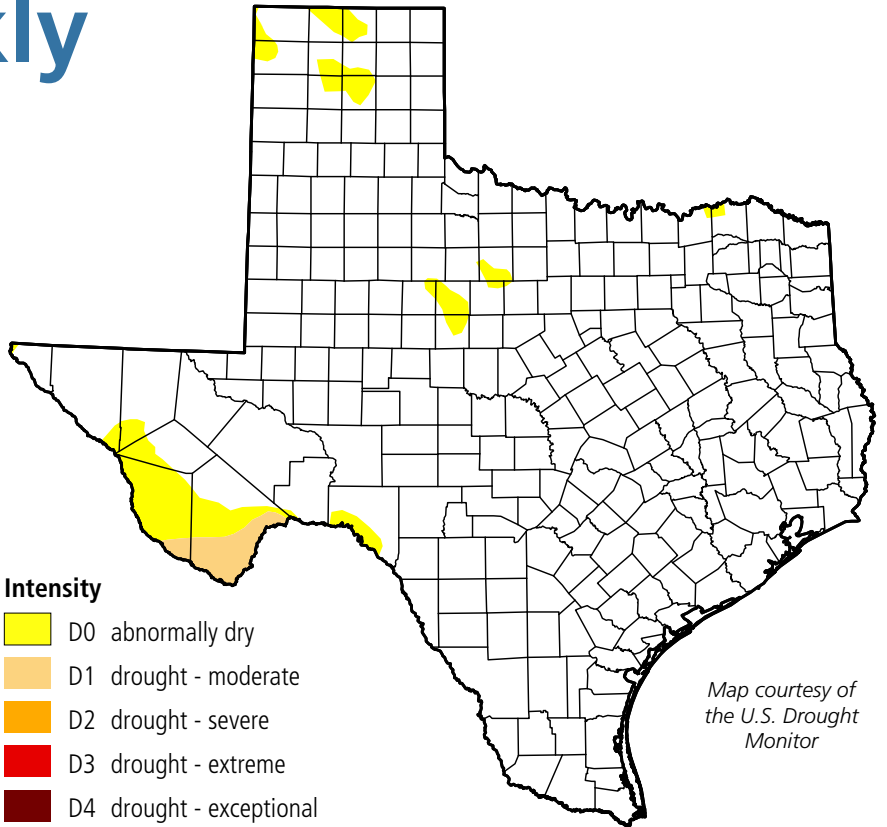 kly
Intensity
D0 abnormally dry
D1 drought - moderate
D2 drought - severe
D3 drought - extreme
D4 drought - exceptional
Map courtesy of
the U.S. Drought
Monitor